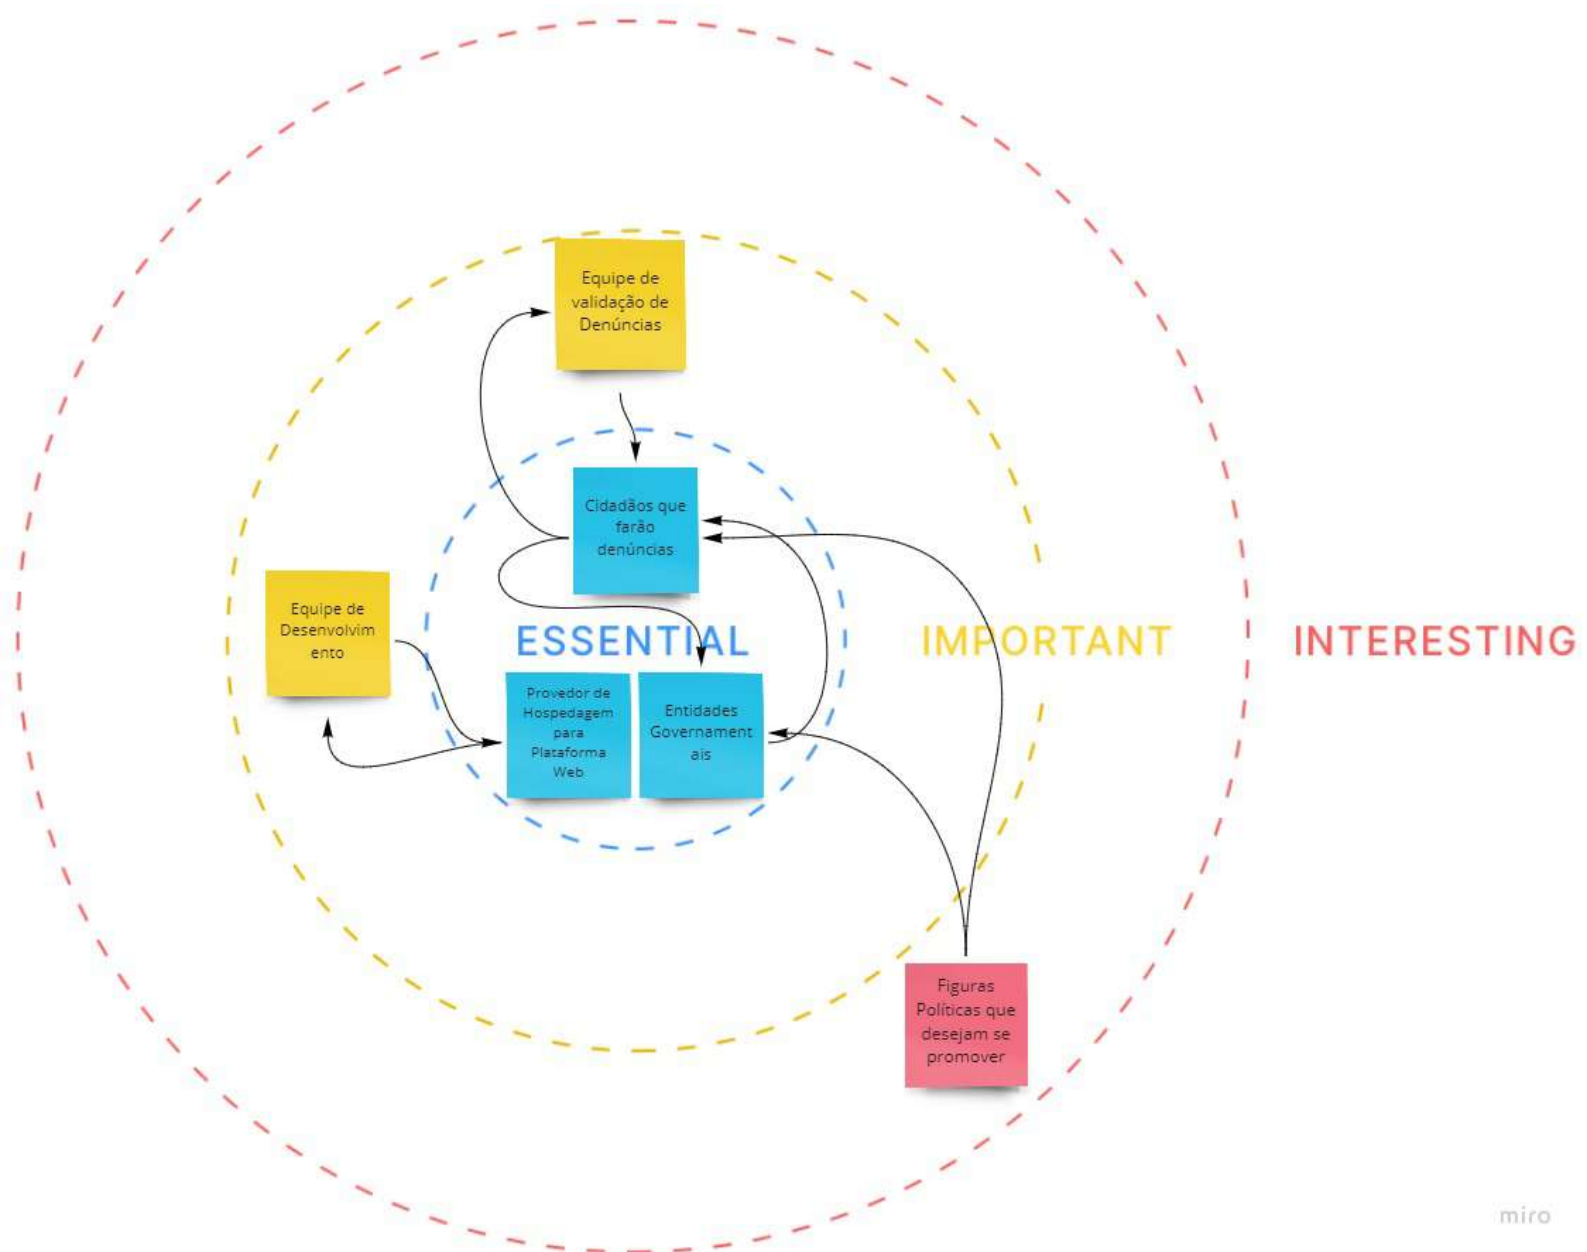 Equipe de
validação de
Denúncias
Cidadãos que
farão
denúncias
Equipe de
Desenvolvim
ento
ESSENTIAL
IMPORTANT
INTERESTING
Provedor de
Hospedagem
para
Plataforma
Web
Entidades
Governament
ais
Figuras
Políticas que
desejam se
promover
miro